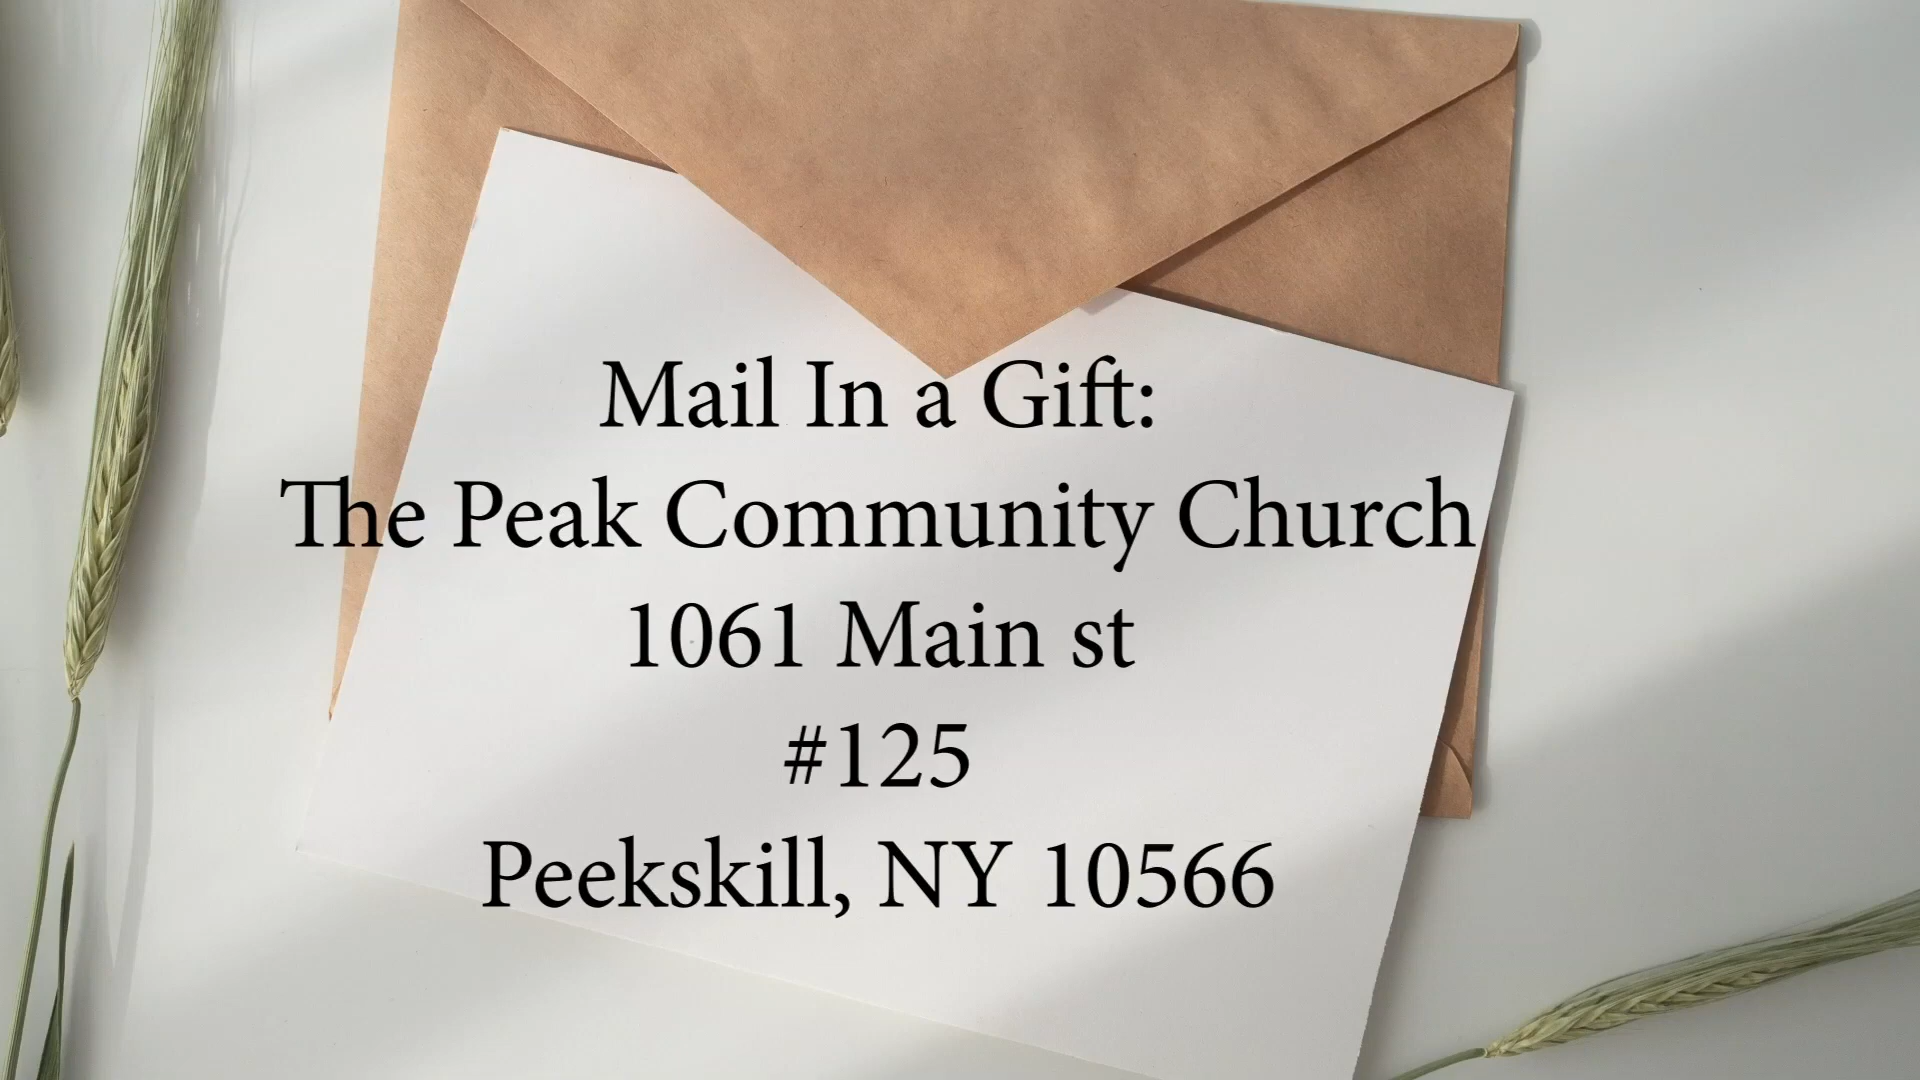 Mail In a Gift:
The Peak Community Church
1061 Main st
#125
Peekskill, NY 10566